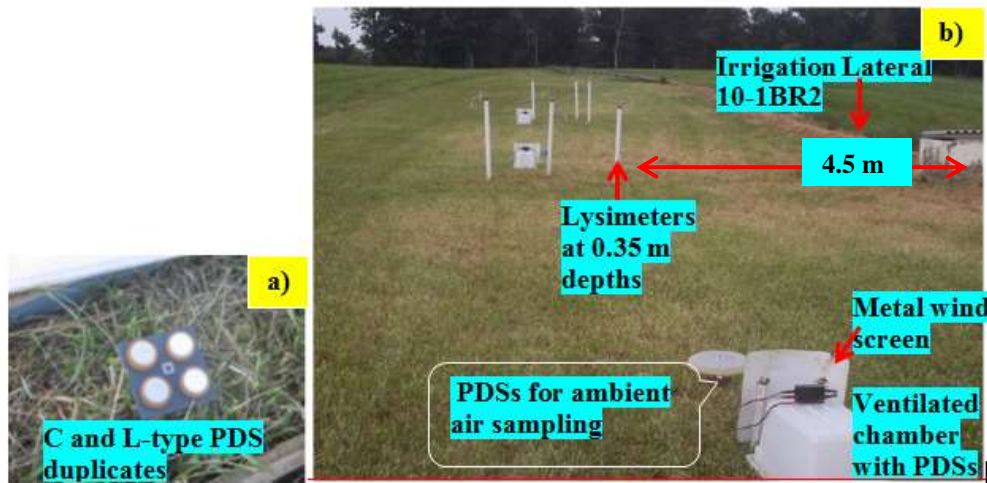 a)
C and L-type PDS
duplicates
b)
Irrigation Lateral
10-1BR2
4.5 m
Lysimeters
at 0.35 m
depths
Metal wind
screen
PDSs for ambient
air sampling
Ventilated
chamber
with PDSs